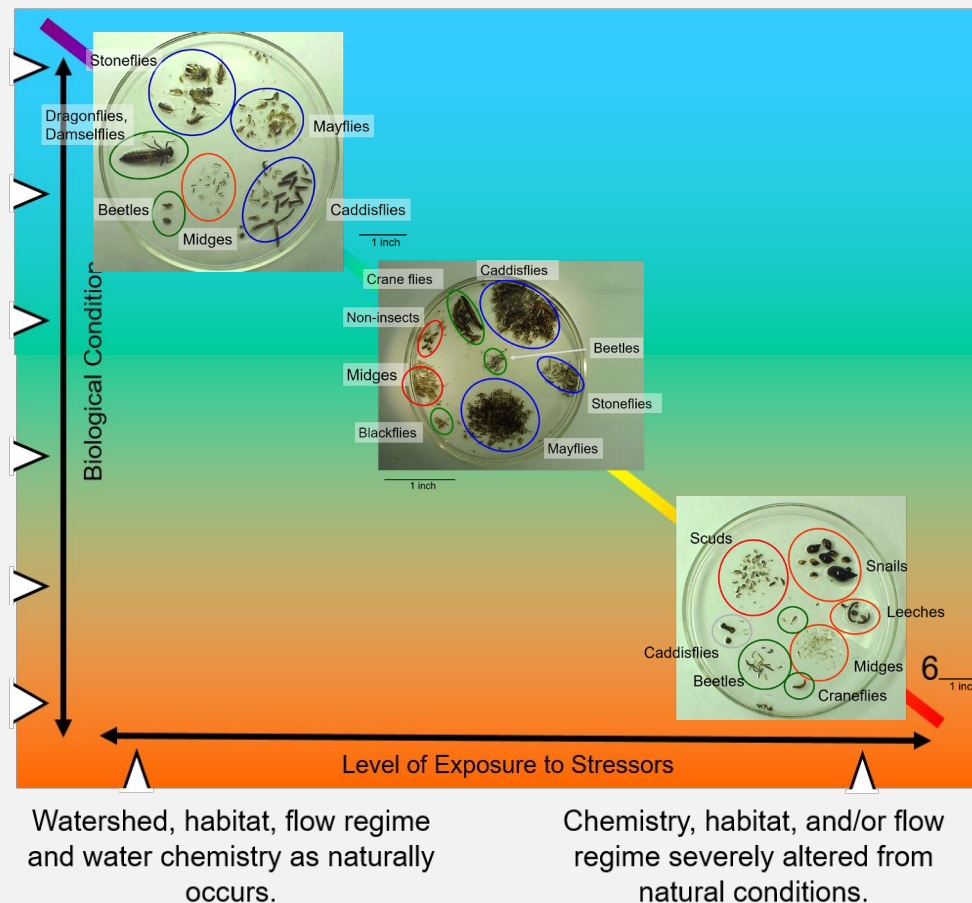 Stoneflies
Dragonflies,
Damselflies
Mayflies
Beetles
Midges
Caddisflies
1 inch
Biological Condition
Crane flies
Caddisflies
Non-insects
Beetles
Midges
Stoneflies
Blackflies
Mayflies
1 inch
Scuds
Snails
Leeches
Caddisflies
Midges
Beetles
Craneflies
6
1 inc
Level of Exposure to Stressors
Watershed, habitat, flow regime
and water chemistry as naturally
occurs.
Chemistry, habitat, and/or flow
regime severely altered from
natural conditions.